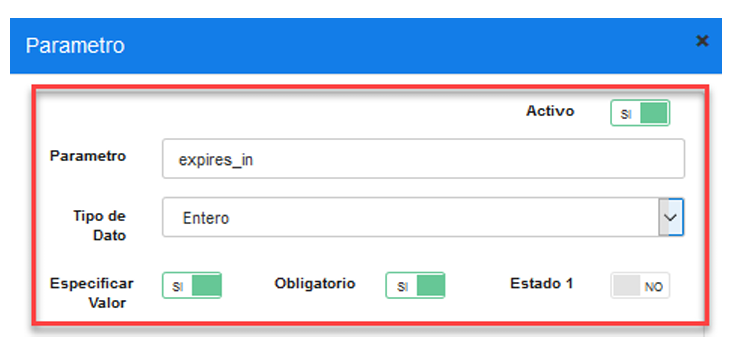 Parametro
Activo SI
Parametro expires_in
Tipo de Dato Entero
Especificar Valor SI Obligatorio SI Estado 1 NO